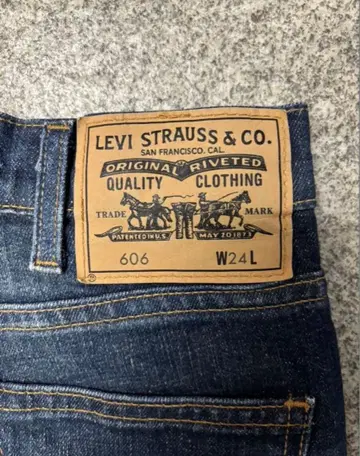 LEVI STRAUSS & CO.
SAN FRANCISCO, CAL.
ORIGINAL RIVETED
QUALITY CLOTHING
TRADE MARK
PATENTED IN U.S. MAY 20 1873
606 W24L